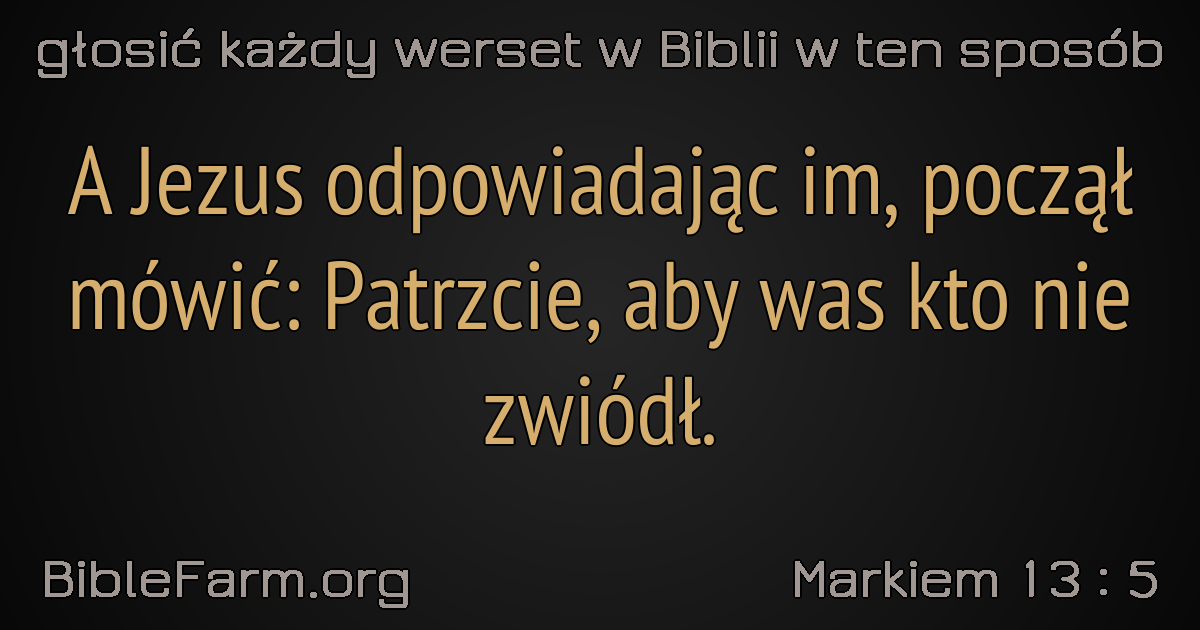 głosić każdy werset w Biblii w ten sposób
A Jezus odpowiadając im, począł
mówić: Patrzcie, aby was kto nie
zwiódł.
BibleFarm.org
Markiem 13 : 5